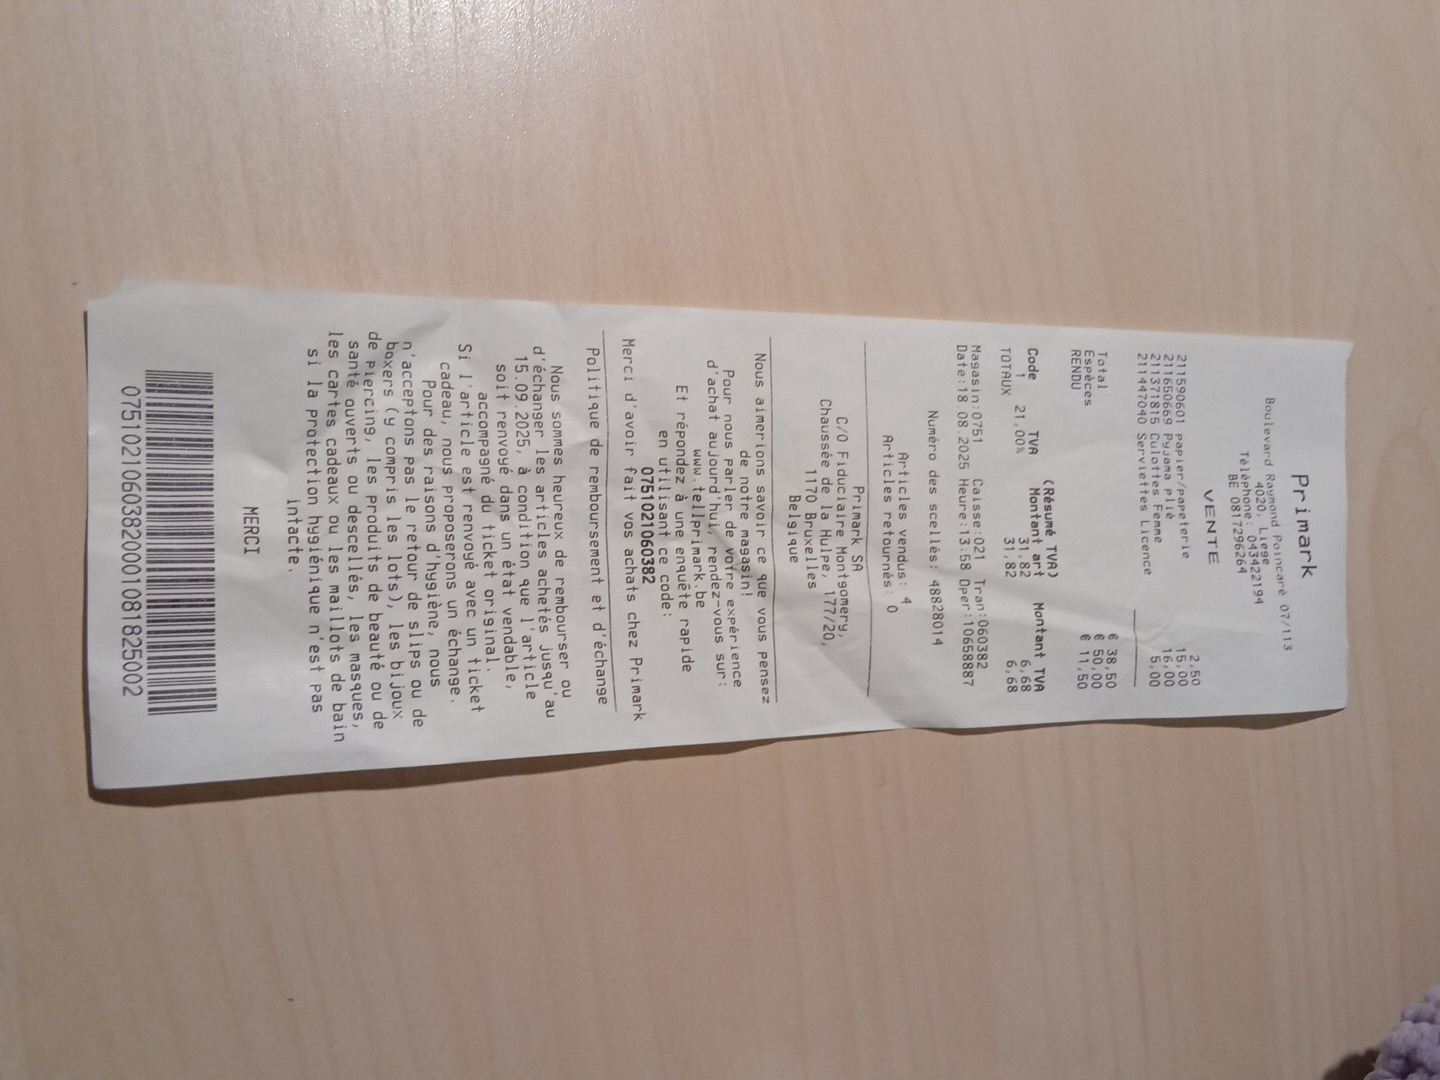 Primark
Boulevard Raymond Poincaré 07/113
4020, Liege
Téléphone: 043422194
BE 0817296264
VENTE
211590601 papier/papeterie 2,50
211650669 Pyjama plié 15,00
211371815 Culottes Femme 16,00
211447040 Serviettes Licence 5,00
Total € 38,50
Espèces € 50,00
RENDU € 11,50
(Résumé TVA)
Code TVA Montant art Montant TVA
1 21,00% 31,82 6,68
TOTAUX 31,82 6,68
Magasin:0751 Caisse:021 Tran:060382
Date:18.08.2025 Heure:13:58 Oper:10658887
Numéro des scellés: 48828014
Articles vendus: 4
Articles retournés: 0
Primark SA
C/O Fiduciaire Montgomery,
Chaussée de la Hulpe, 177/20,
1170 Bruxelles
Belgique
Nous aimerions savoir ce que vous pensez
de notre magasin!
Pour nous parler de votre expérience
d'achat aujourd'hui, rendez-vous sur:
www.tellprimark.be
Et répondez à une enquête rapide
en utilisant ce code:
075102106​0382
Merci d'avoir fait vos achats chez Primark
Politique de remboursement et d'échange
Nous sommes heureux de rembourser ou
d'échanger les articles achetés jusqu'au
15.09.2025, à condition que l'article
soit renvoyé dans un état vendable,
accompagné du ticket original.
Si l'article est renvoyé avec un ticket
cadeau, nous proposerons un échange.
Pour des raisons d'hygiène, nous
n'acceptons pas le retour de slips ou de
boxers (y compris les lots), les bijoux
de piercing, les produits de beauté ou de
santé ouverts ou descellés, les masques,
les cartes cadeaux ou les maillots de bain
si la protection hygiénique n'est pas
intacte.
MERCI
0751021060382000108182​5002